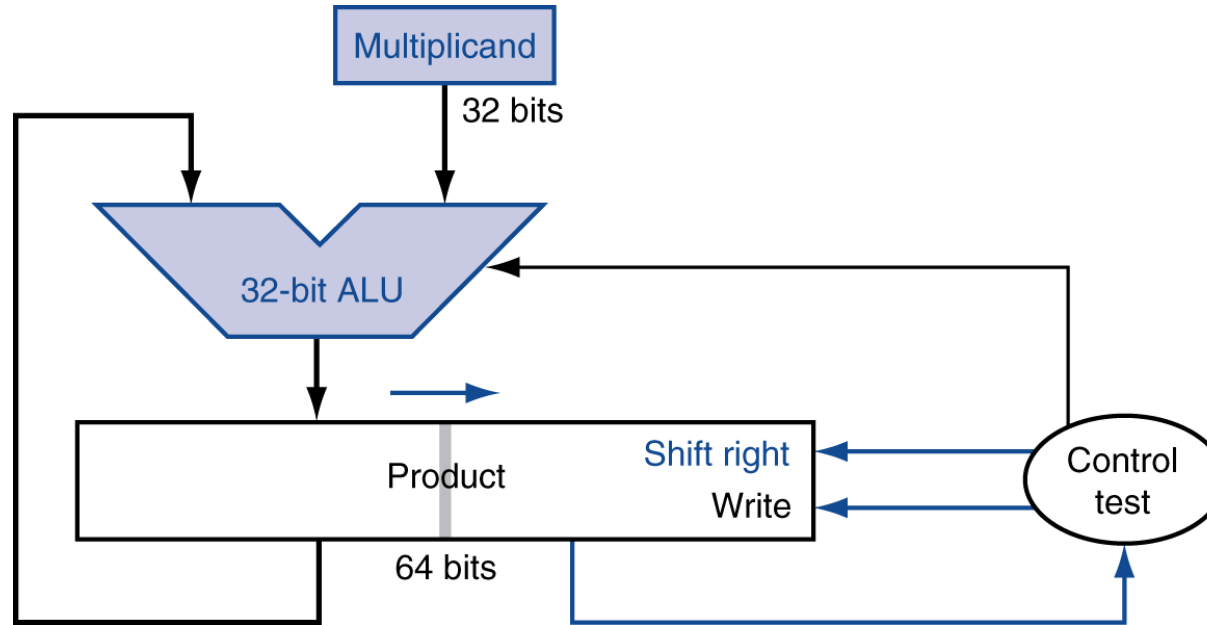 Multiplicand
32 bits
32-bit ALU
Product
Shift right
Write
64 bits
Control
test